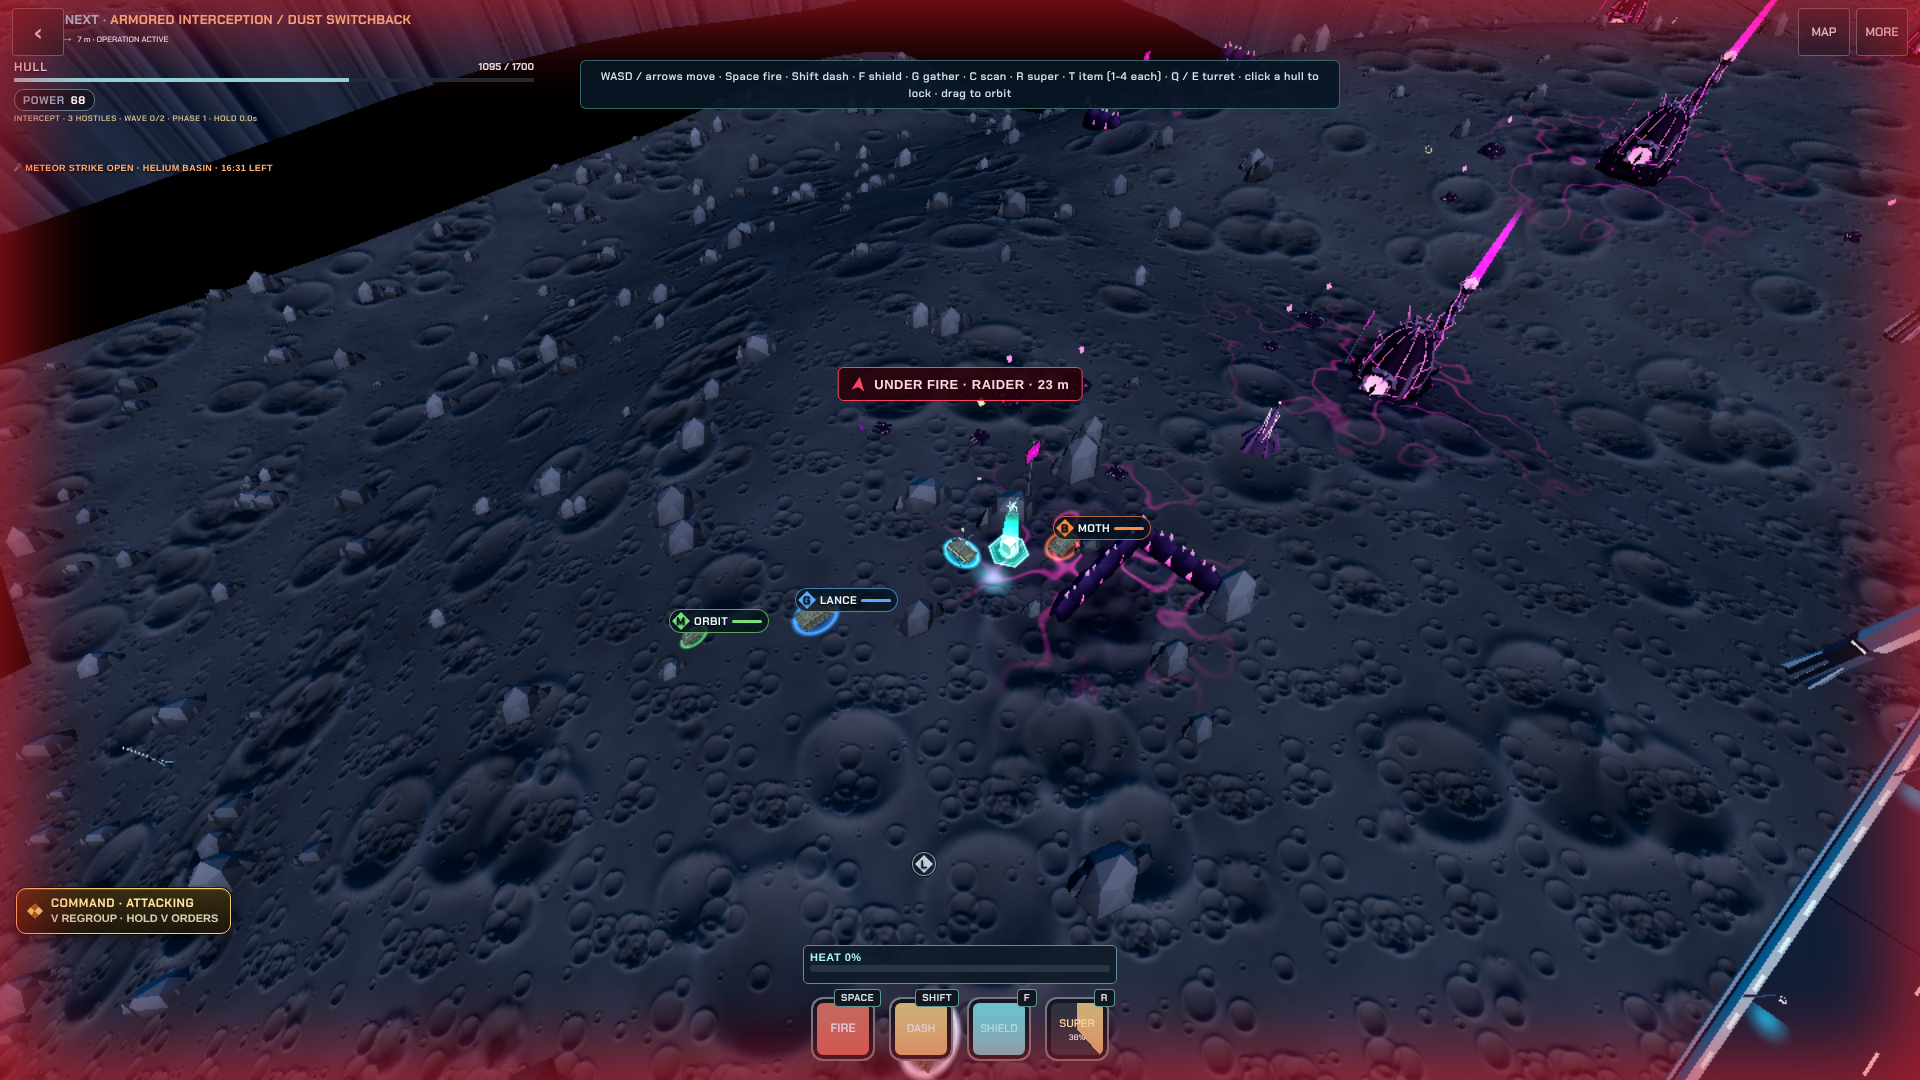 NEXT · ARMORED INTERCEPTION / DUST SWITCHBACK
→ 7 m · OPERATION ACTIVE
HULL 1095 / 1700
POWER 68
INTERCEPT · 3 HOSTILES · WAVE 0/2 · PHASE 1 · HOLD 0.0s
METEOR STRIKE OPEN · HELIUM BASIN · 16:31 LEFT
WASD / arrows move · Space fire · Shift dash · F shield · G gather · C scan · R super · T item (1-4 each) · Q / E turret · click a hull to
lock · drag to orbit
MAP
MORE
UNDER FIRE · RAIDER · 23 m
B MOTH
G LANCE
M ORBIT
L
COMMAND · ATTACKING
V REGROUP · HOLD V ORDERS
HEAT 0%
SPACE
FIRE
SHIFT
DASH
F
SHIELD
R
SUPER
38%